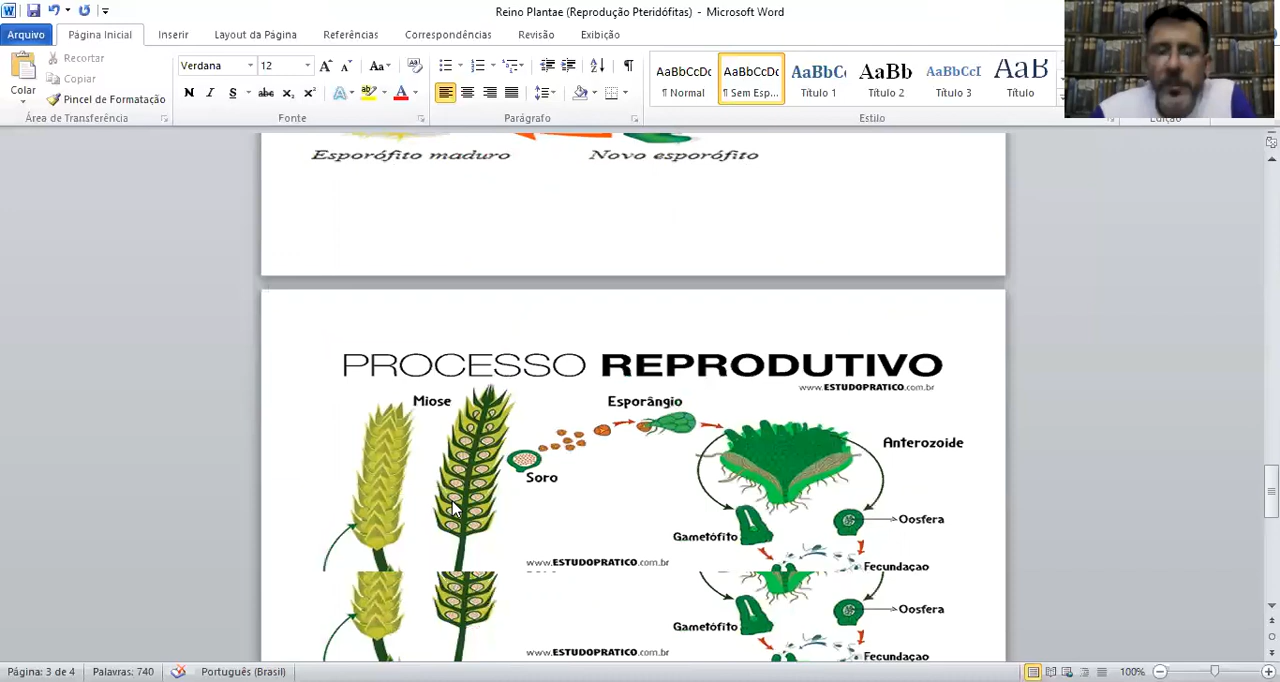 Reino Plantae (Reprodução Pteridófitas) - Microsoft Word
Arquivo Página Inicial Inserir Layout da Página Referências Correspondências Revisão Exibição
Colar
Recortar
Copiar
Pincel de Formatação
Área de Transferência
Verdana 12
N I S abc x₂ x²
Fonte
Parágrafo
AaBbCcDc AaBbCcDc AaBbC AaBb AaBbCcI AaB
¶ Normal ¶ Sem Esp... Título 1 Título 2 Título 3 Título
Estilo
Edição
Esporófito maduro Novo esporófito
PROCESSO REPRODUTIVO
www.ESTUDOPRATICO.com.br
Miose Esporângio
Anterozoide
Soro
Gametófito Oosfera
www.ESTUDOPRATICO.com.br Fecundaçao
Gametófito Oosfera
www.ESTUDOPRATICO.com.br Fecundaçao
Página: 3 de 4 Palavras: 740 Português (Brasil) 100%